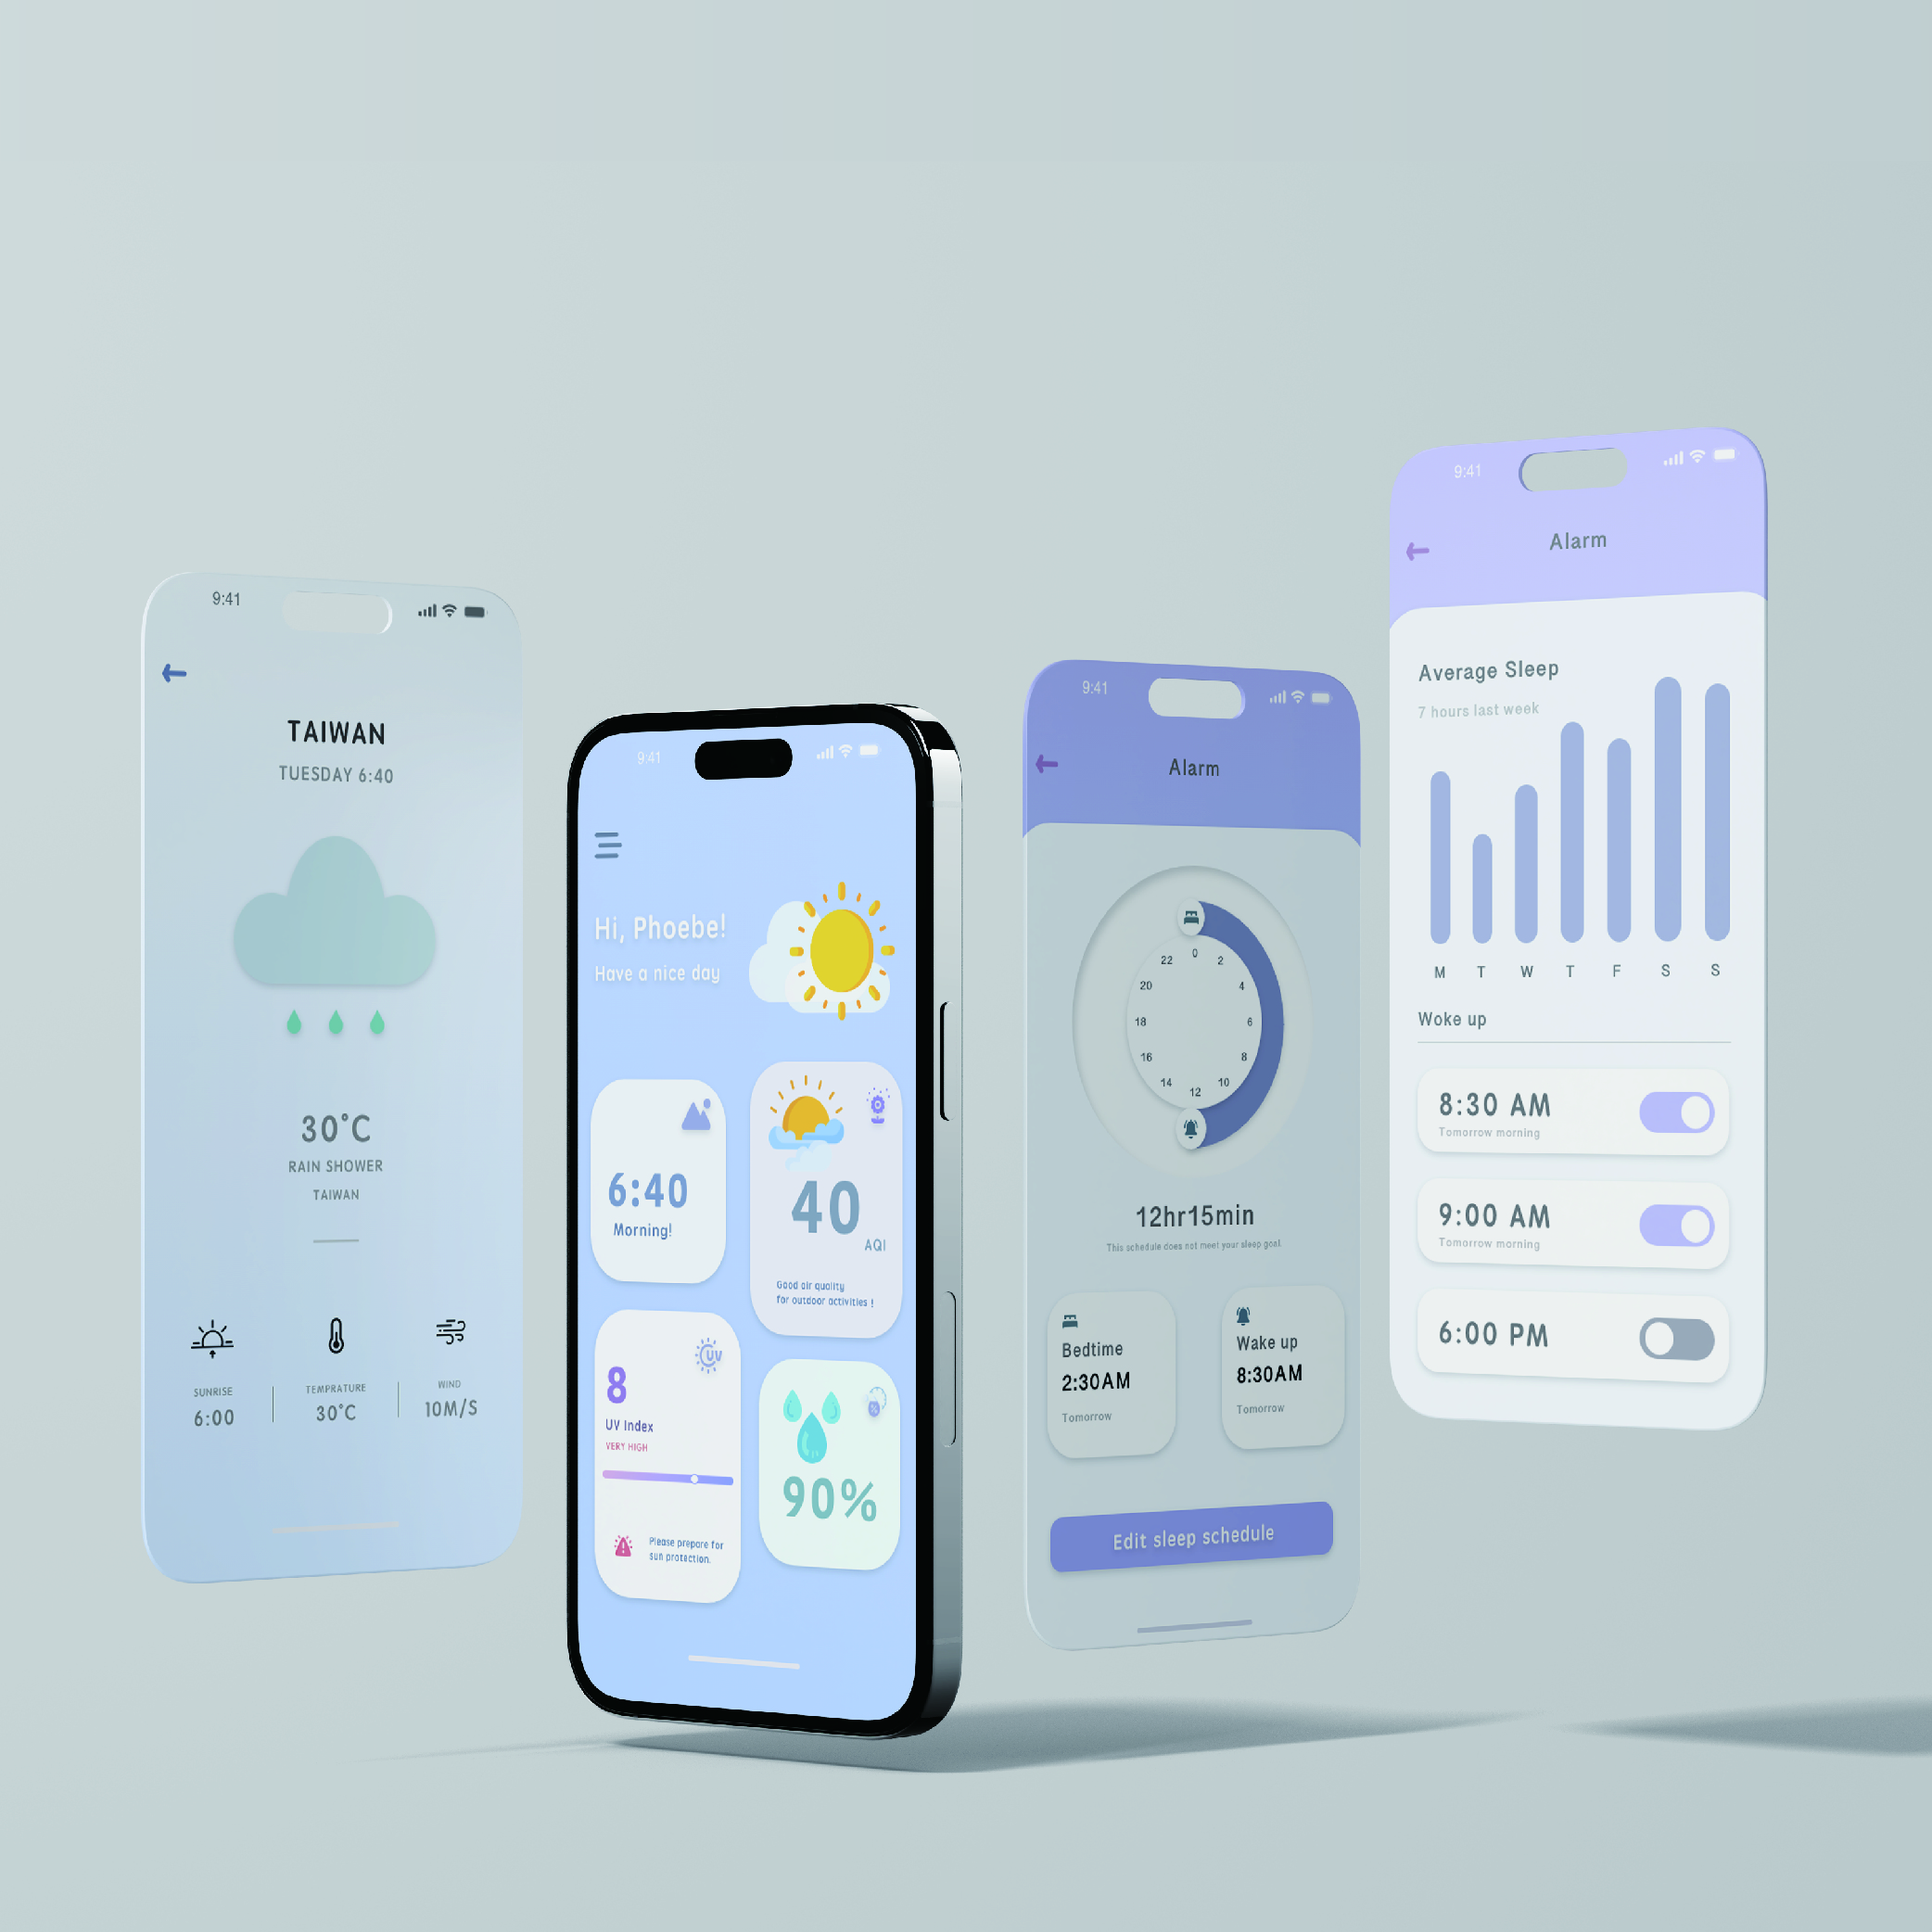 9:41
TAIWAN
TUESDAY 6:40
30°C
RAIN SHOWER
TAIWAN
SUNRISE
6:00
TEMPRATURE
30°C
WIND
10M/S
9:41
Hi, Phoebe!
Have a nice day
6:40
Morning!
40
AQI
Good air quality
for outdoor activities !
UV
8
UV Index
VERY HIGH
Please prepare for
sun protection.
%
90%
9:41
Alarm
0
2
4
6
8
10
12
14
16
18
20
22
12hr15min
This schedule does not meet your sleep goal.
Bedtime
2:30AM
Tomorrow
Wake up
8:30AM
Tomorrow
Edit sleep schedule
9:41
Alarm
Average Sleep
7 hours last week
M T W T F S S
Woke up
8:30 AM
Tomorrow morning
9:00 AM
Tomorrow morning
6:00 PM